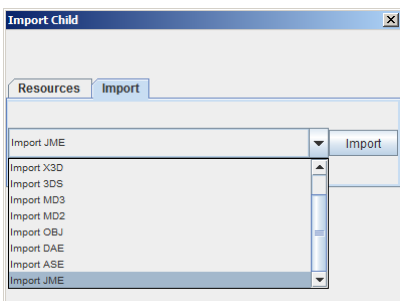 Import Child
Resources Import
Import JME Import
Import X3D
Import 3DS
Import MD3
Import MD2
Import OBJ
Import DAE
Import ASE
Import JME